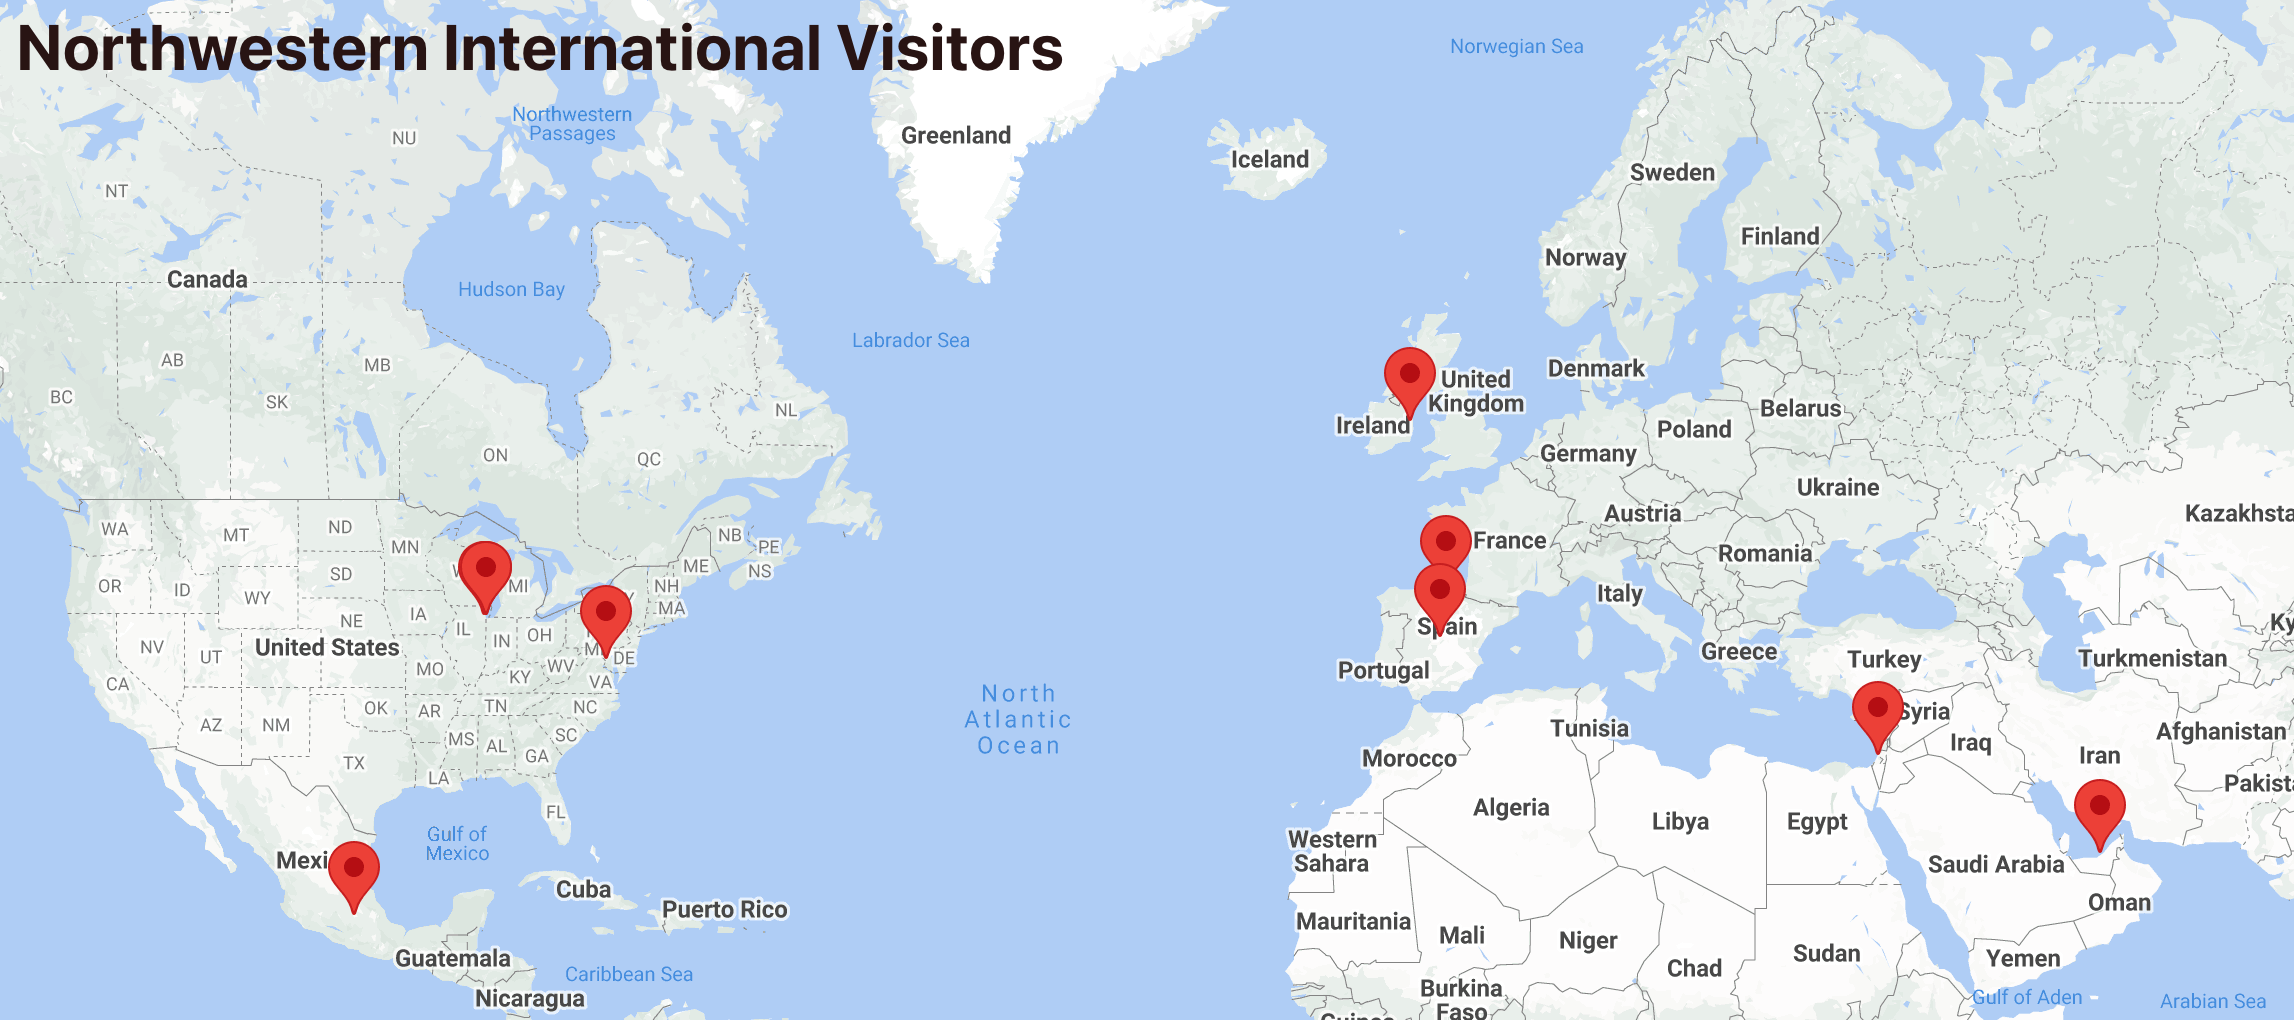 Northwestern International Visitors
Norwegian Sea
Northwestern
Passages
NU
Greenland
Iceland
Sweden
NT
Finland
Norway
Canada
Hudson Bay
Labrador Sea
AB
MB
Denmark
United
Kingdom
BC
SK
NL
Belarus
Ireland
Poland
ON
QC
Germany
Ukraine
Austria
WA
MT
ND
MN
NB
PE
France
Romania
OR
ID
WY
SD
MI
ME
NS
NH
MA
Italy
IA
NE
IL
IN
OH
Spain
NV
UT
United States
DE
Greece
Turkey
Turkmenistan
CA
MO
KY
WV
VA
Portugal
AZ
NM
OK
AR
TN
NC
SC
North
Atlantic
Ocean
Tunisia
Syria
Iraq
Afghanistan
MS
AL
GA
TX
LA
Morocco
Iran
FL
Algeria
Libya
Egypt
Gulf of
Mexico
Western
Sahara
Saudi Arabia
Cuba
Puerto Rico
Oman
Mauritania
Mali
Niger
Sudan
Chad
Yemen
Guatemala
Caribbean Sea
Nicaragua
Burkina
Faso
Gulf of Aden
Arabian Sea